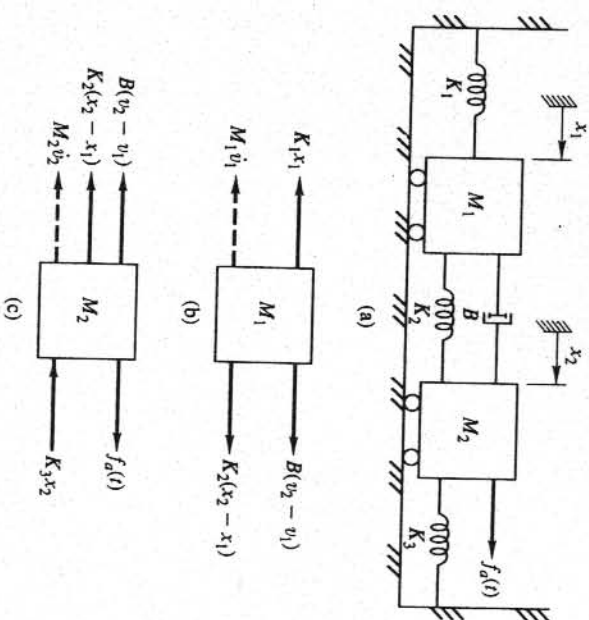 x₁
x₂
K₁
M₁
B
K₂
M₂
fₐ(t)
K₃
(a)
K₁x₁
B(v₂ − v₁)
M₁
M₁v̇₁
K₂(x₂ − x₁)
(b)
B(v₂ − v₁)
fₐ(t)
K₂(x₂ − x₁)
M₂
M₂v̇₂
K₃x₂
(c)